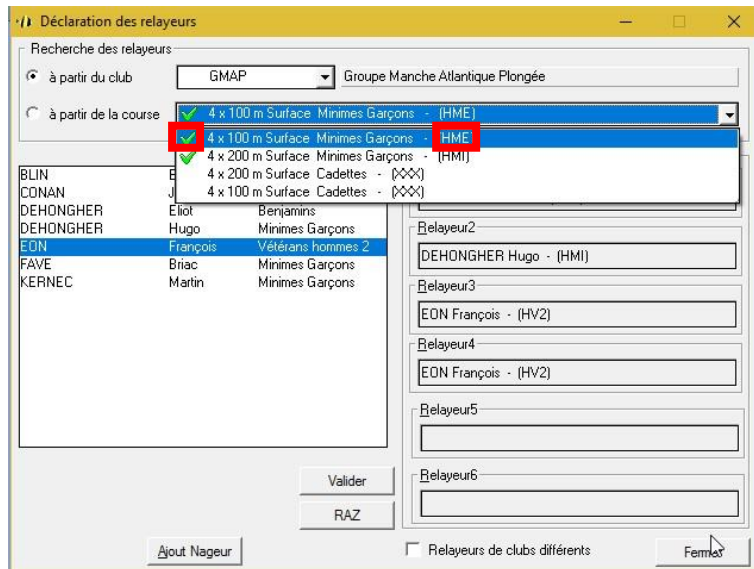 Déclaration des relayeurs
Recherche des relayeurs
à partir du club GMAP Groupe Manche Atlantique Plongée
à partir de la course 4 x 100 m Surface Minimes Garçons - (HME)
4 x 100 m Surface Minimes Garçons - (HME)
4 x 200 m Surface Minimes Garçons - (HMI)
4 x 200 m Surface Cadettes - (XXX)
4 x 100 m Surface Cadettes - (XXX)
BLIN
CONAN
DEHONGHER Eliot Benjamins
DEHONGHER Hugo Minimes Garçons
EON François Vétérans hommes 2
FAVE Briac Minimes Garçons
KERNEC Martin Minimes Garçons
Relayeur2
DEHONGHER Hugo - (HMI)
Relayeur3
EON François - (HV2)
Relayeur4
EON François - (HV2)
Relayeur5
Relayeur6
Valider
RAZ
Ajout Nageur
Relayeurs de clubs différents
Fermer